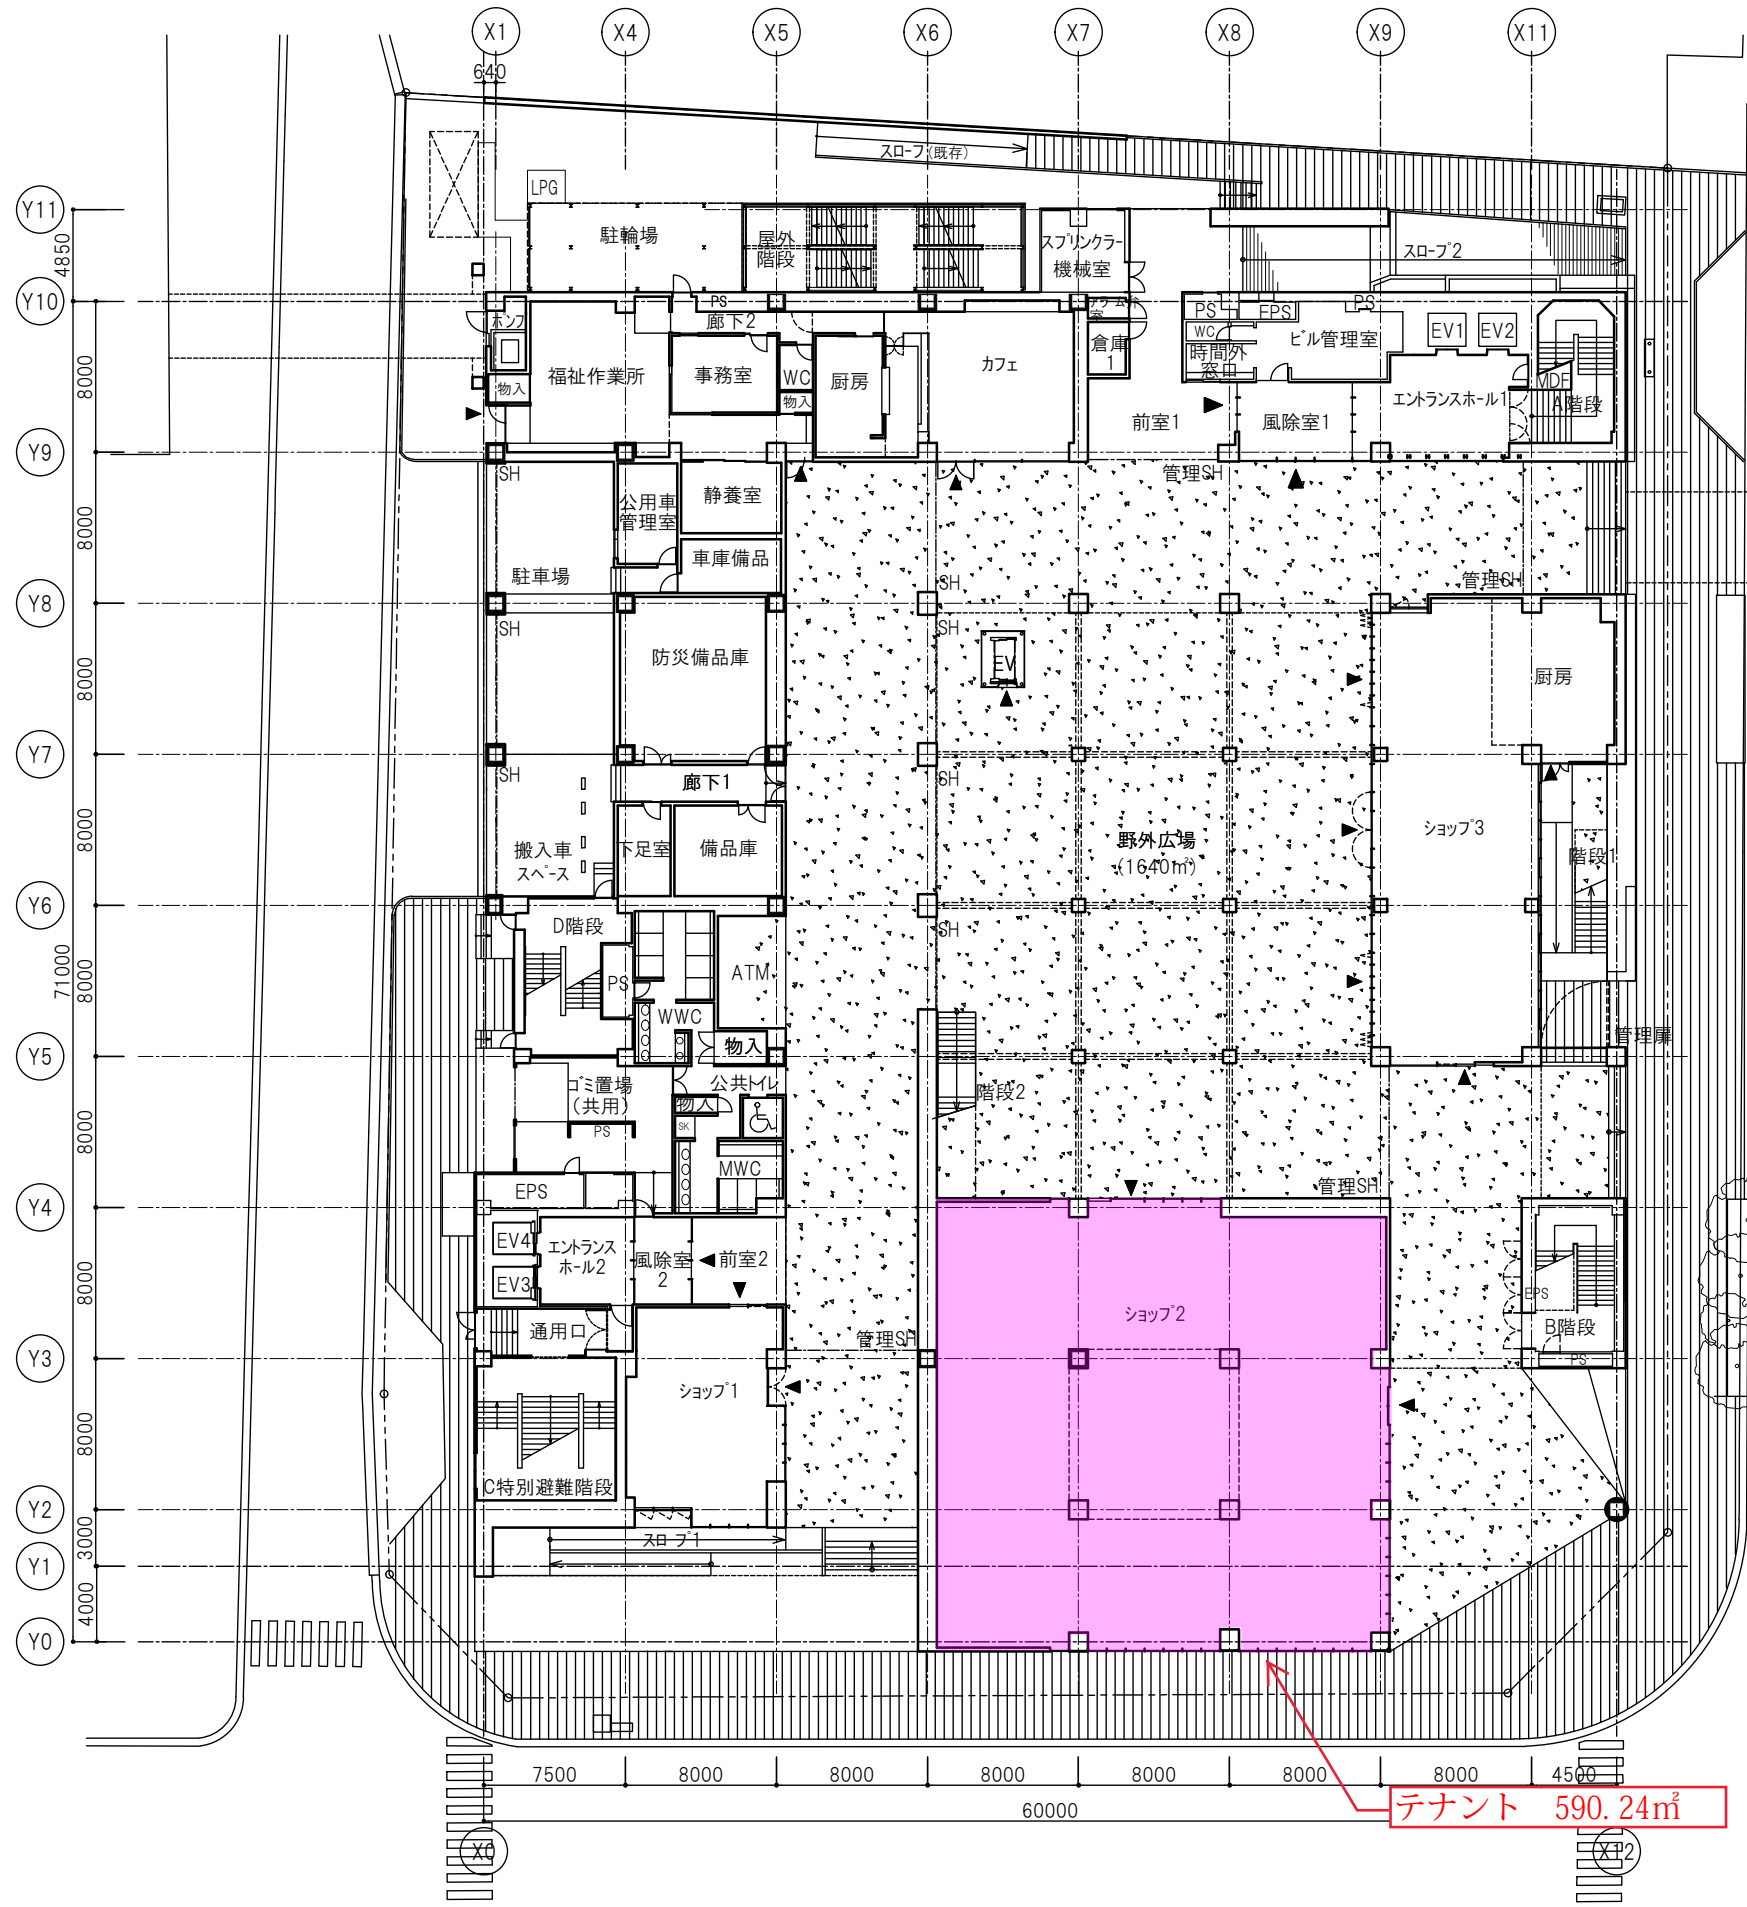 X1
X4
X5
X6
X7
X8
X9
X11
640
スロープ(既存)
Y11
LPG
駐輪場
屋外
階段
スプリンクラー
機械室
スロープ2
4850
Y10
PS
アラーム弁
室
PS
EPS
PS
ポンプ
廊下2
WC
ビル管理室
EV1
EV2
倉庫
1
時間外
窓口
8000
福祉作業所
事務室
WC
厨房
カフェ
MDF
物入
物入
エントランスホール1
A階段
前室1
風除室1
Y9
SH
管理SH
公用車
管理室
静養室
8000
車庫備品
駐車場
SH
管理SH
Y8
SH
SH
防災備品庫
EV
厨房
8000
Y7
SH
SH
廊下1
ショップ3
8000
下足室
備品庫
野外広場
(1640㎡)
階段1
搬入車
スペース
Y6
D階段
SH
71000
8000
PS
ATM
WWC
物入
管理扉
Y5
ゴミ置場
(共用)
公共トイレ
物入
階段2
8000
PS
SK
MWC
EPS
管理SH
Y4
EV4
エントランス
ホール2
風除室
2
前室2
8000
EV3
EPS
ショップ2
通用口
管理SH
B階段
Y3
PS
ショップ1
8000
C特別避難階段
Y2
3000
スロープ1
Y1
4000
Y0
7500
8000
8000
8000
8000
8000
8000
4500
60000
テナント 590.24㎡
X0
X12